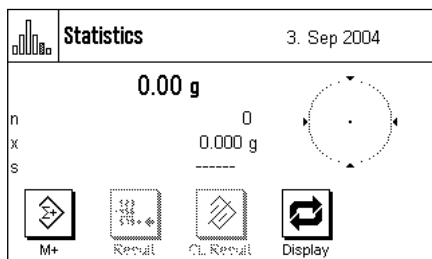 Statistics 3. Sep 2004
0.00 g
n 0
x 0.000 g
s ------
Σ+
M+ Result CL Result Display